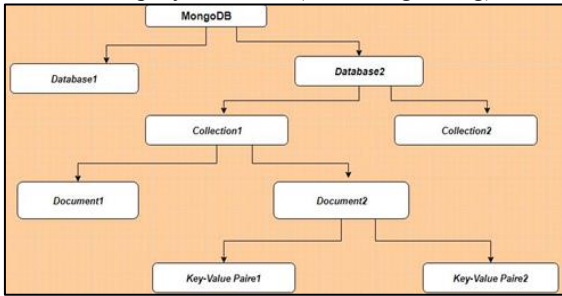 MongoDB
Database1
Database2
Collection1
Collection2
Document1
Document2
Key-Value Paire1
Key-Value Paire2